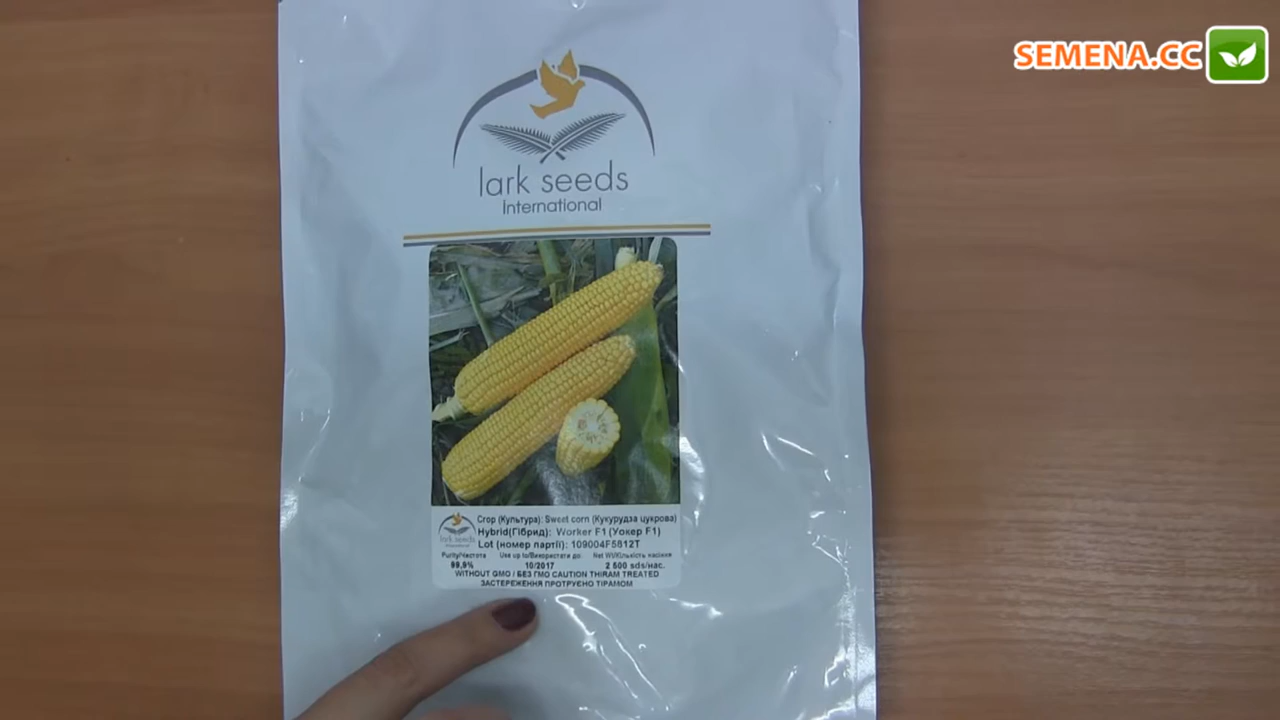 SEMENA.CC
lark seeds
International
Crop (Культура): Sweet corn (Кукурудза цукрова)
lark seeds
Hybrid(Гібрид): Worker F1 (Уокер F1)
Lot (номер партії): 109004F5812T
Purity/Чистота Use up to/Використати до: Net Wt/Кількість насіння
99,9% 10/2017 2 500 sds/нас.
WITHOUT GMO / БЕЗ ГМО CAUTION THIRAM TREATED
ЗАСТЕРЕЖЕННЯ ПРОТРУЄНО ТІРАМОМ